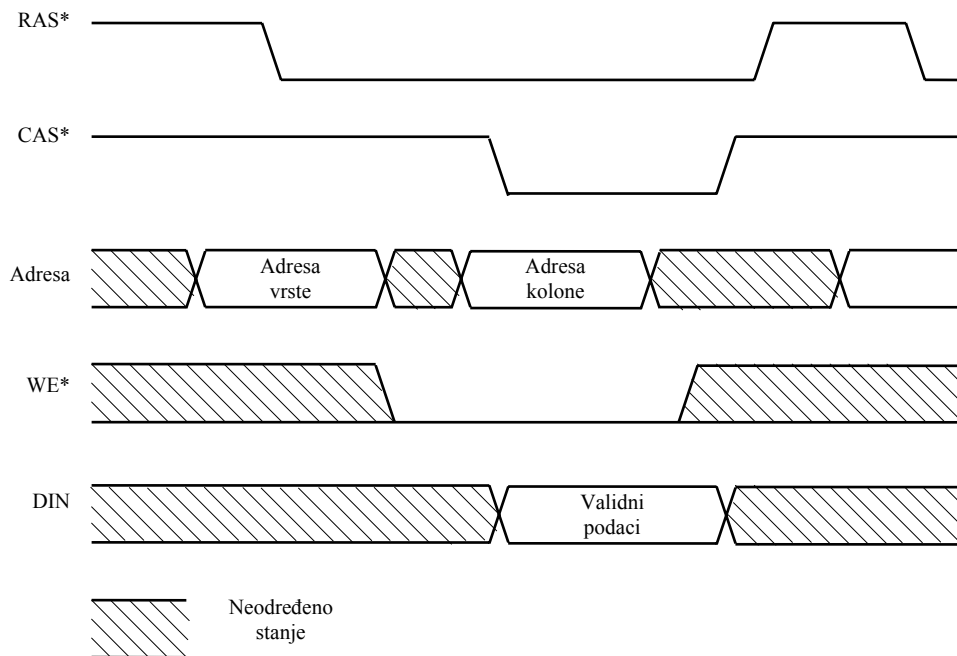 RAS*
CAS*
Adresa
Adresa
vrste
Adresa
kolone
WE*
DIN
Validni
podaci
Neodređeno
stanje